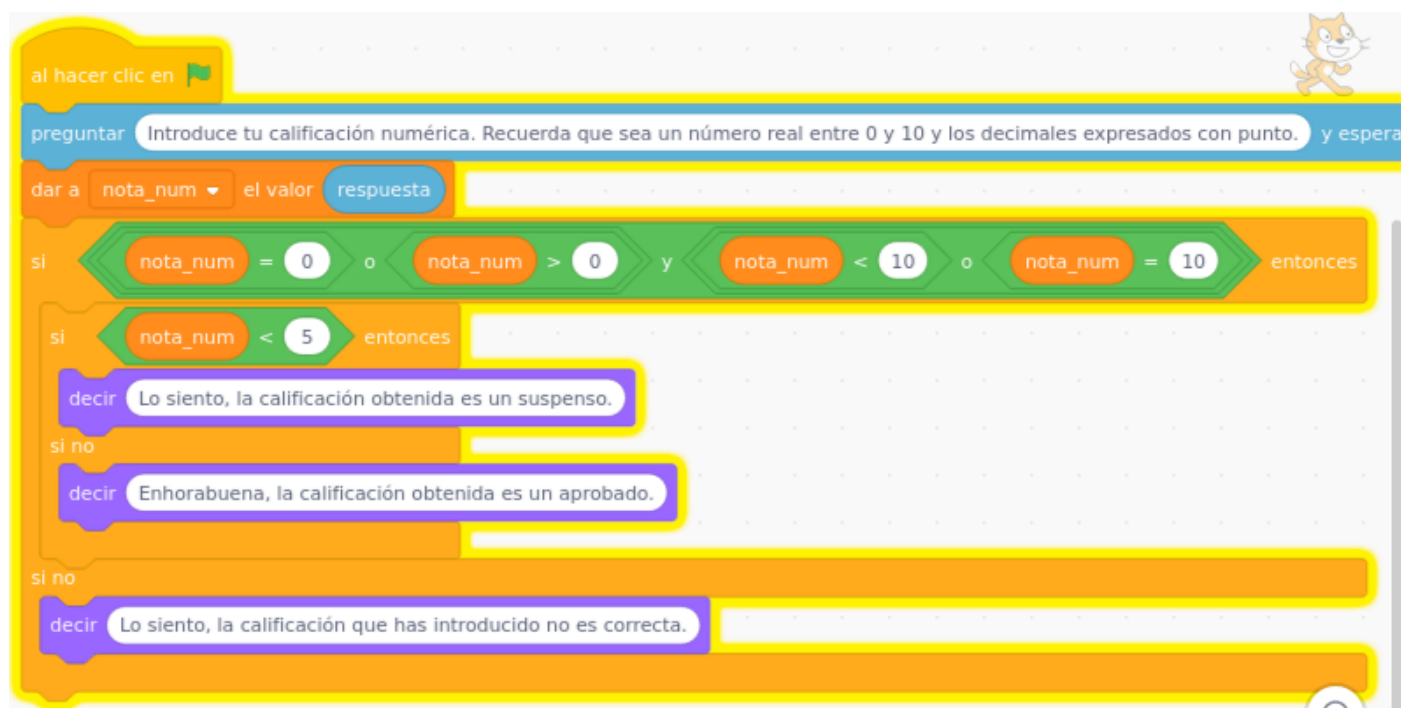 al hacer clic en
preguntar Introduce tu calificación numérica. Recuerda que sea un número real entre 0 y 10 y los decimales expresados con punto. y espera
dar a nota_num el valor respuesta
si nota_num = 0 o nota_num > 0 y nota_num < 10 o nota_num = 10 entonces
si nota_num < 5 entonces
decir Lo siento, la calificación obtenida es un suspenso.
si no
decir Enhorabuena, la calificación obtenida es un aprobado.
si no
decir Lo siento, la calificación que has introducido no es correcta.